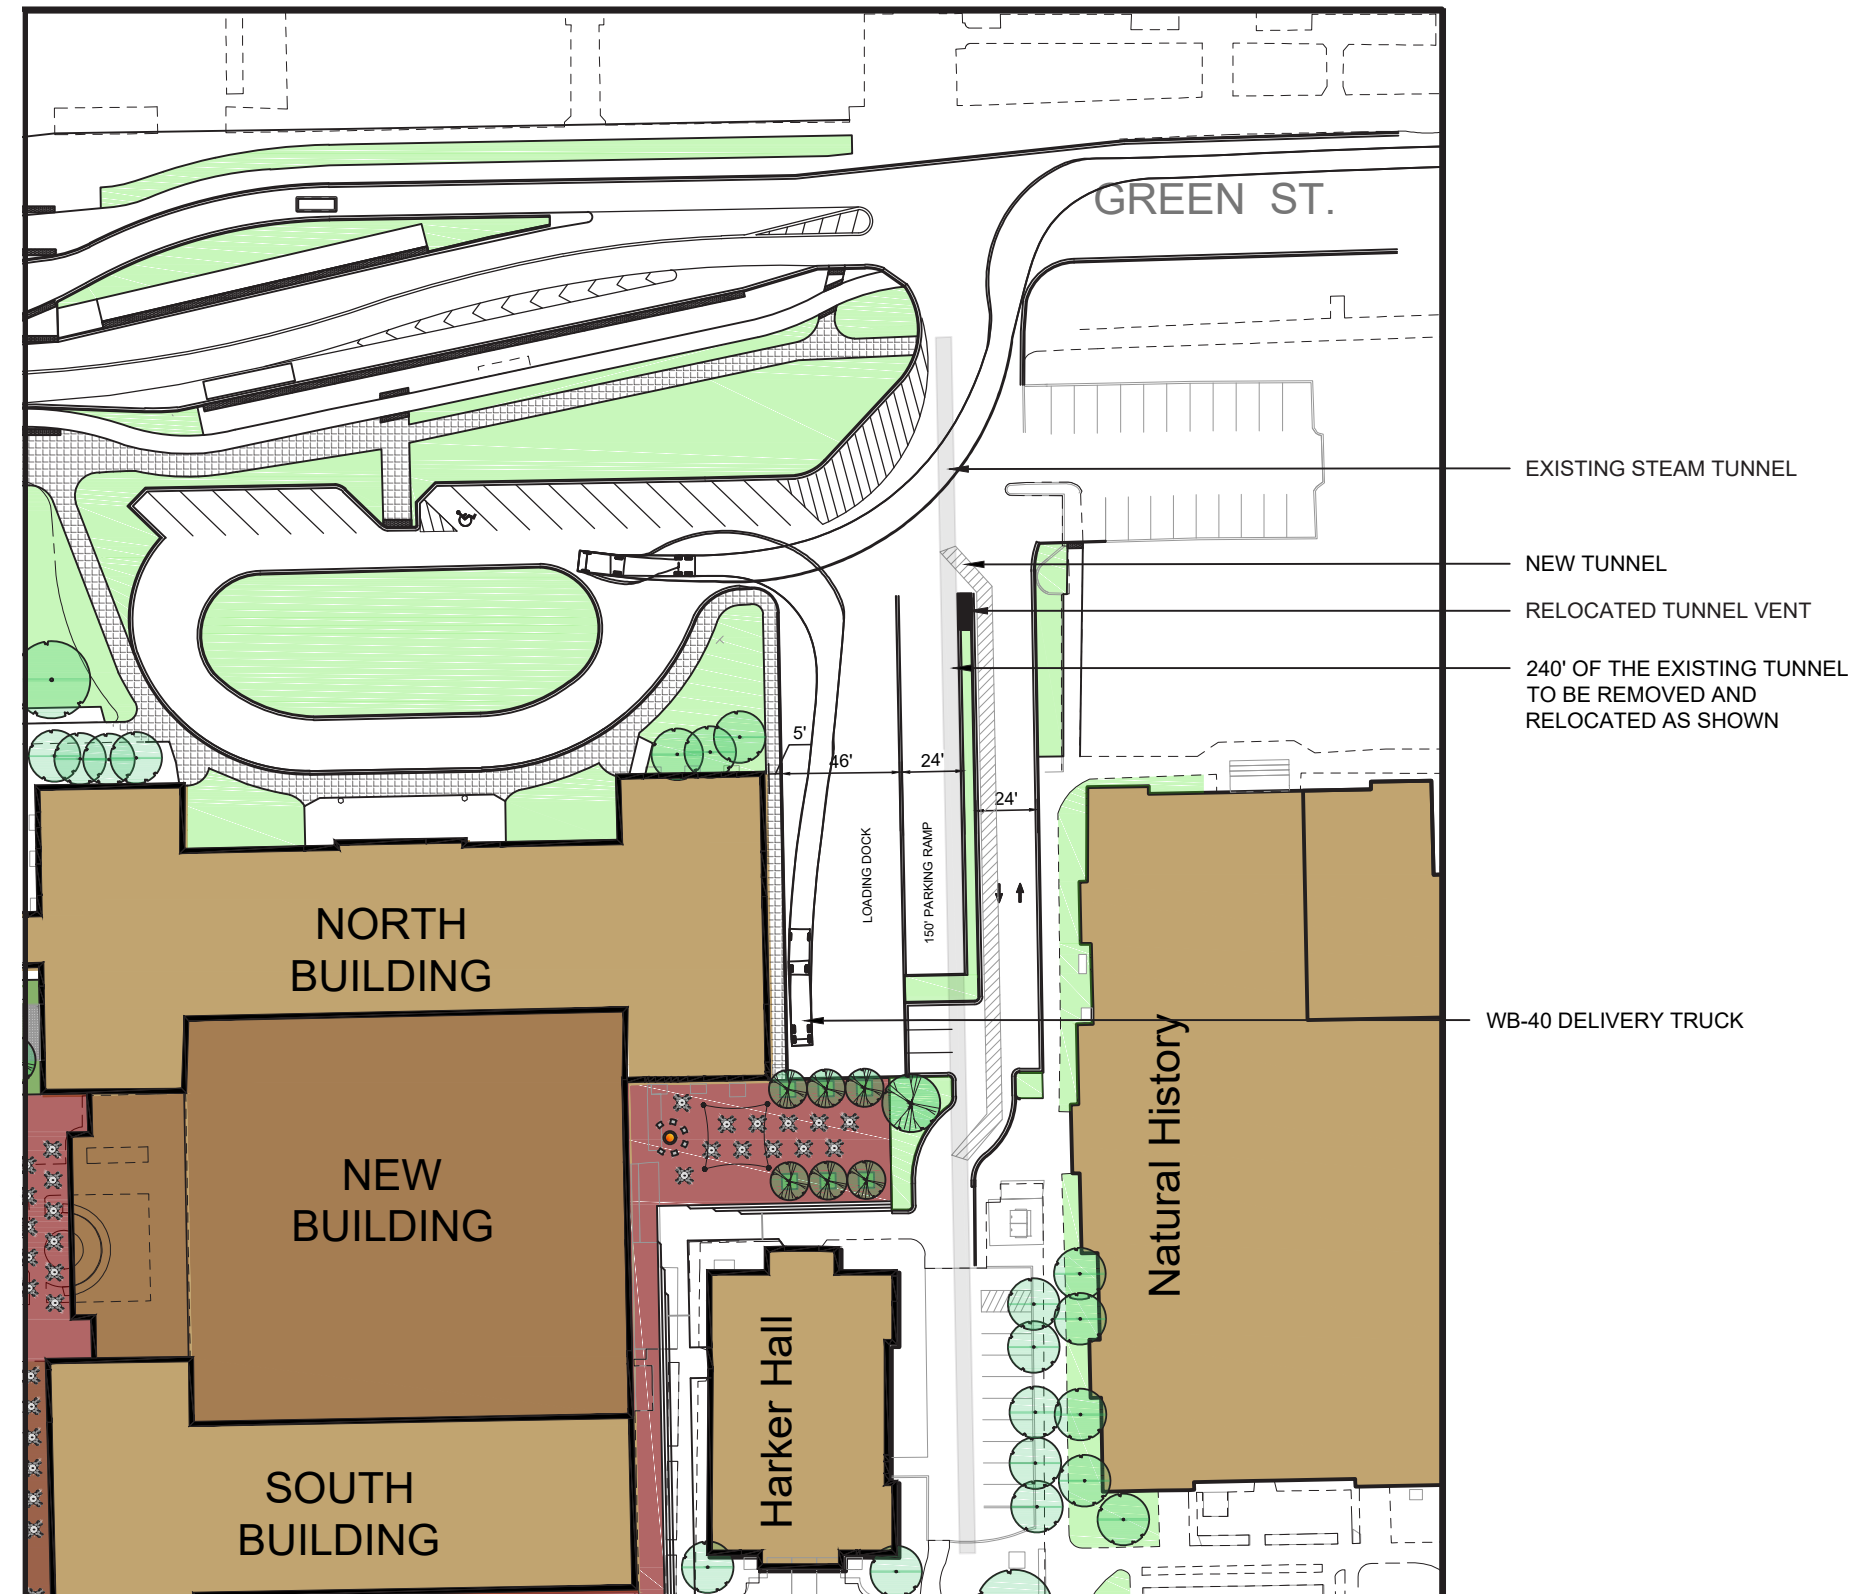 GREEN ST.
EXISTING STEAM TUNNEL
NEW TUNNEL
RELOCATED TUNNEL VENT
240' OF THE EXISTING TUNNEL
TO BE REMOVED AND
RELOCATED AS SHOWN
5'
46'
24'
24'
LOADING DOCK
150' PARKING RAMP
NORTH
BUILDING
WB-40 DELIVERY TRUCK
Natural History
NEW
BUILDING
Harker Hall
SOUTH
BUILDING